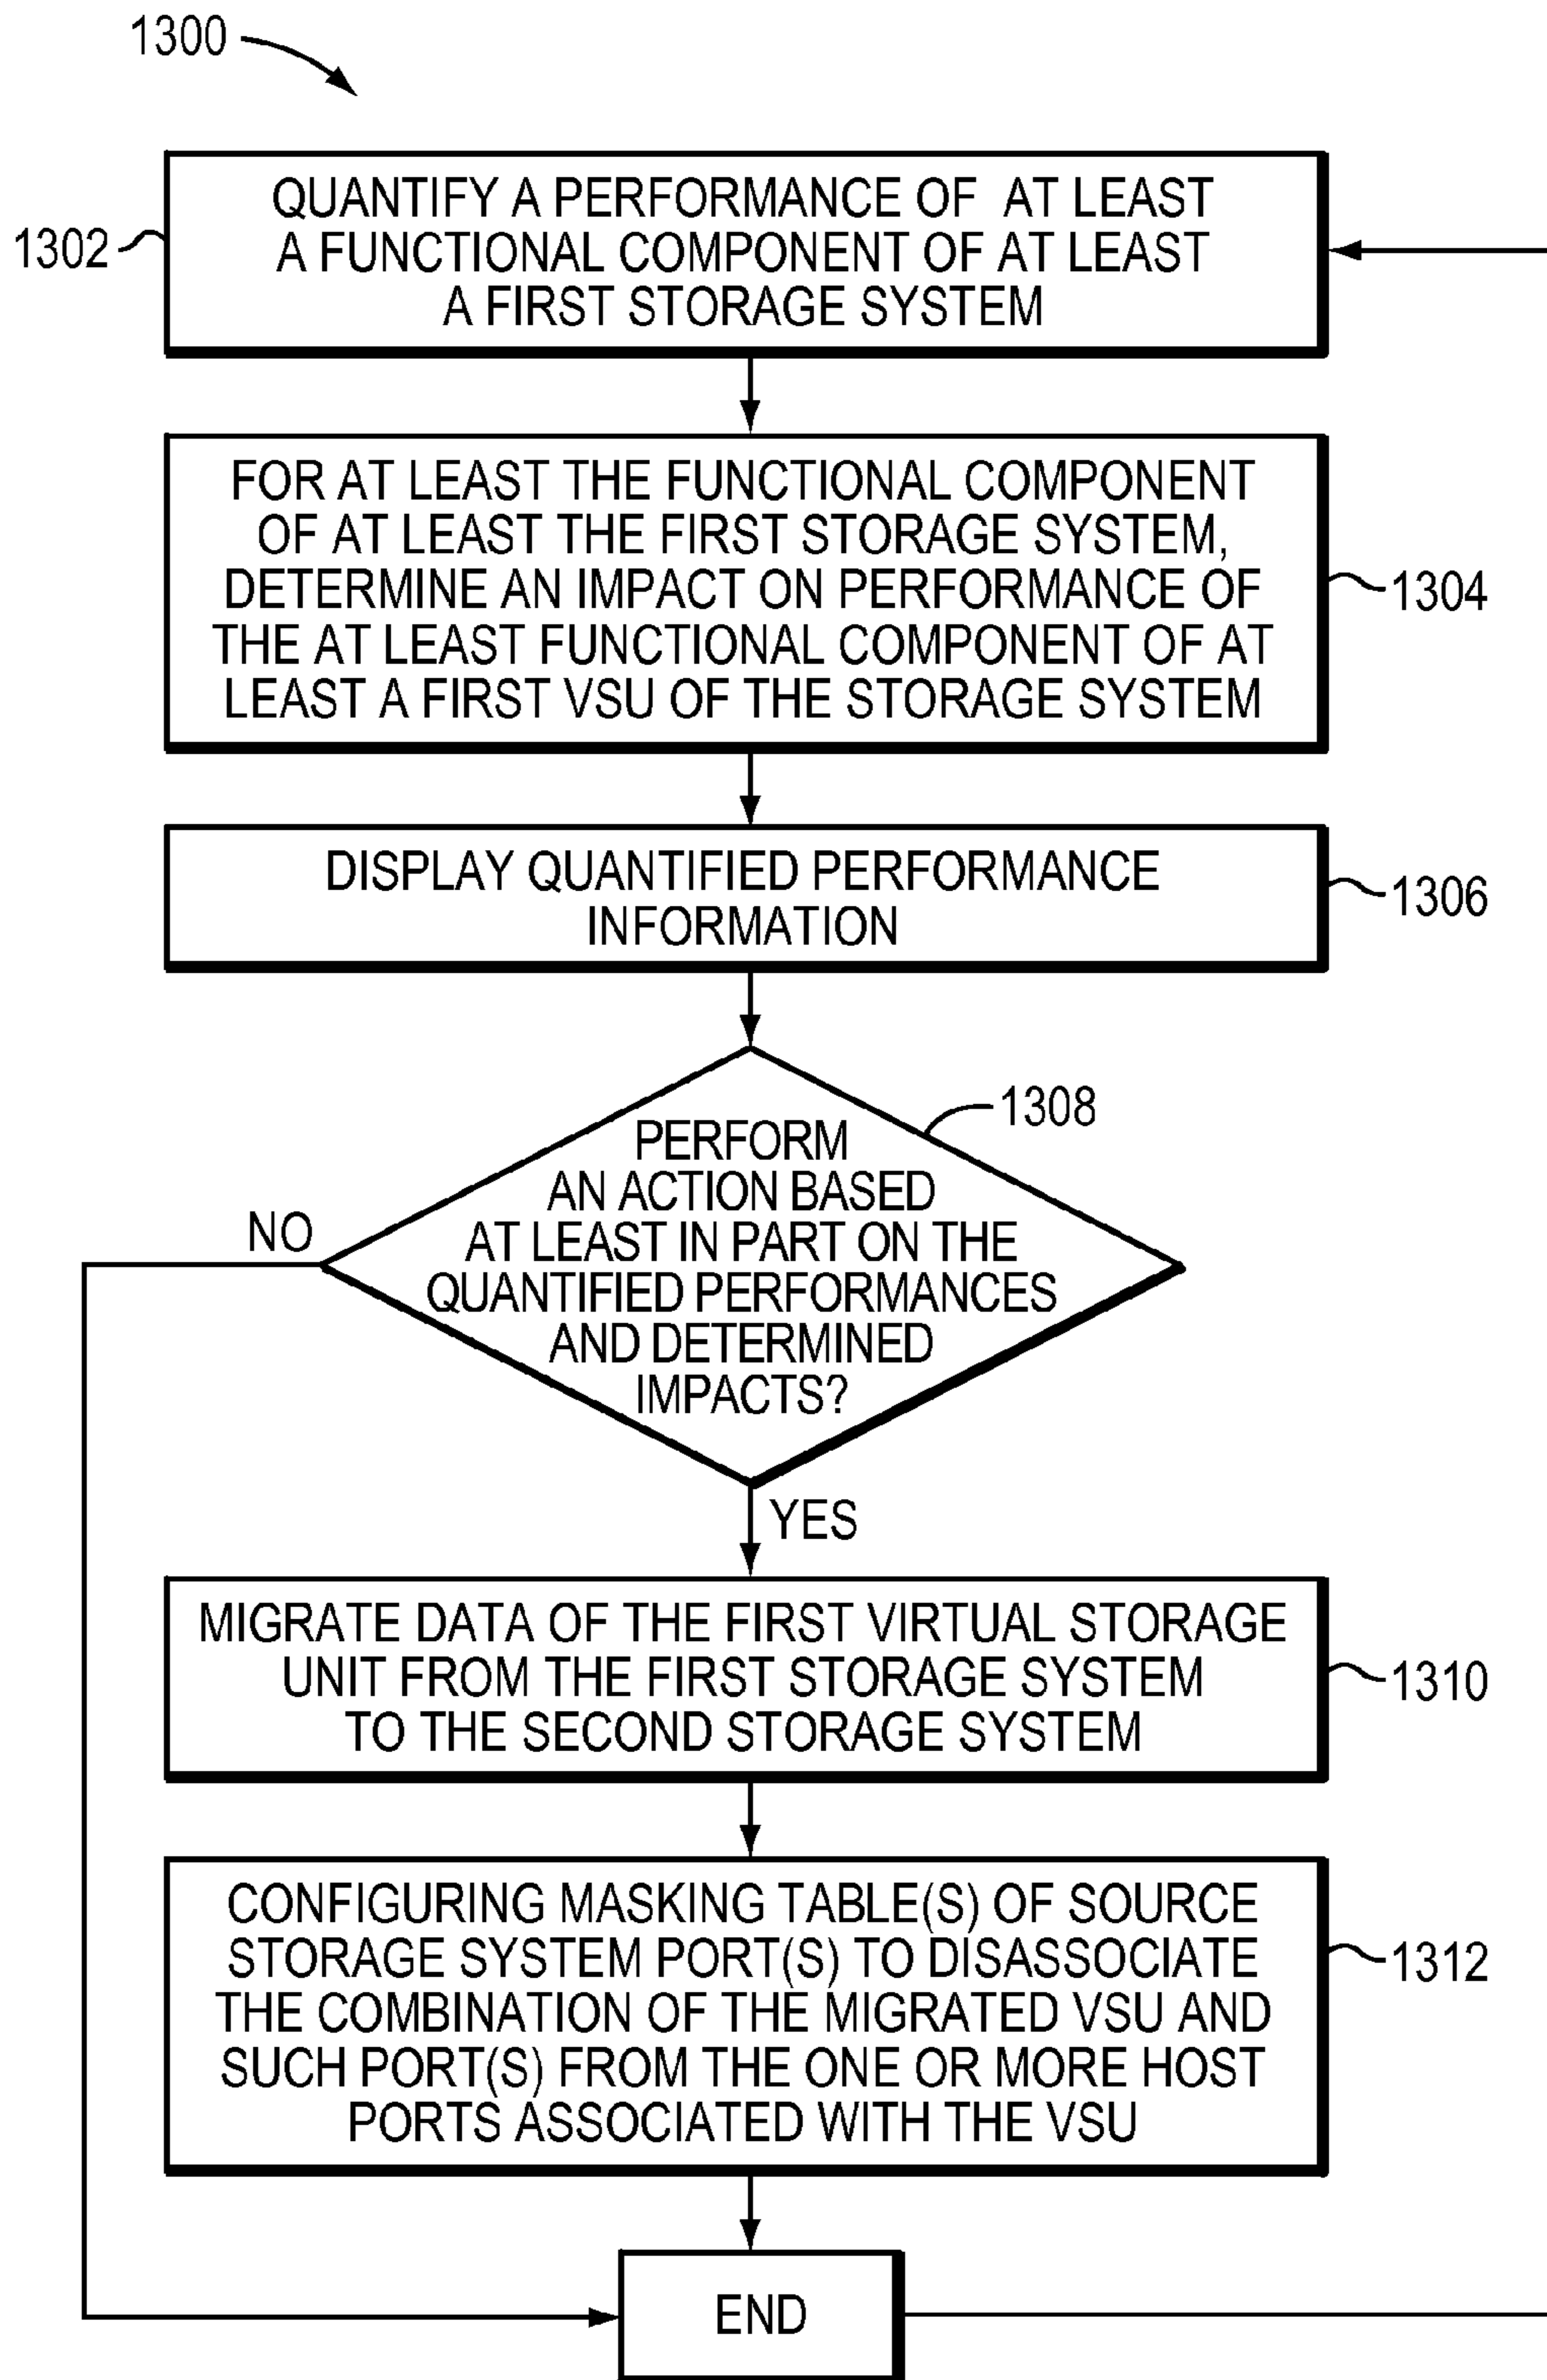 1300
QUANTIFY A PERFORMANCE OF AT LEAST
A FUNCTIONAL COMPONENT OF AT LEAST
A FIRST STORAGE SYSTEM
1302
FOR AT LEAST THE FUNCTIONAL COMPONENT
OF AT LEAST THE FIRST STORAGE SYSTEM,
DETERMINE AN IMPACT ON PERFORMANCE OF
THE AT LEAST FUNCTIONAL COMPONENT OF AT
LEAST A FIRST VSU OF THE STORAGE SYSTEM
1304
DISPLAY QUANTIFIED PERFORMANCE
INFORMATION
1306
1308
PERFORM
AN ACTION BASED
AT LEAST IN PART ON THE
QUANTIFIED PERFORMANCES
AND DETERMINED
IMPACTS?
NO
YES
MIGRATE DATA OF THE FIRST VIRTUAL STORAGE
UNIT FROM THE FIRST STORAGE SYSTEM
TO THE SECOND STORAGE SYSTEM
1310
CONFIGURING MASKING TABLE(S) OF SOURCE
STORAGE SYSTEM PORT(S) TO DISASSOCIATE
THE COMBINATION OF THE MIGRATED VSU AND
SUCH PORT(S) FROM THE ONE OR MORE HOST
PORTS ASSOCIATED WITH THE VSU
1312
END